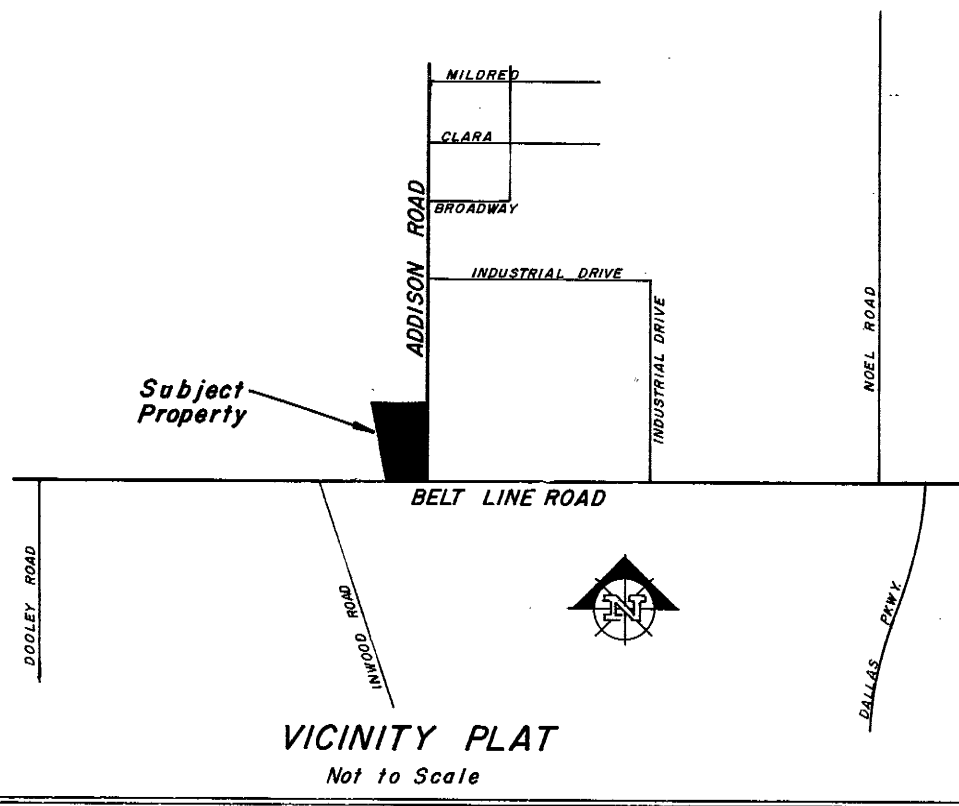 MILDRED
CLARA
BROADWAY
ADDISON ROAD
INDUSTRIAL DRIVE
INDUSTRIAL DRIVE
NOEL ROAD
Subject
Property
BELT LINE ROAD
DOOLEY ROAD
INWOOD ROAD
N
DALLAS PKWY.
VICINITY PLAT
Not to Scale